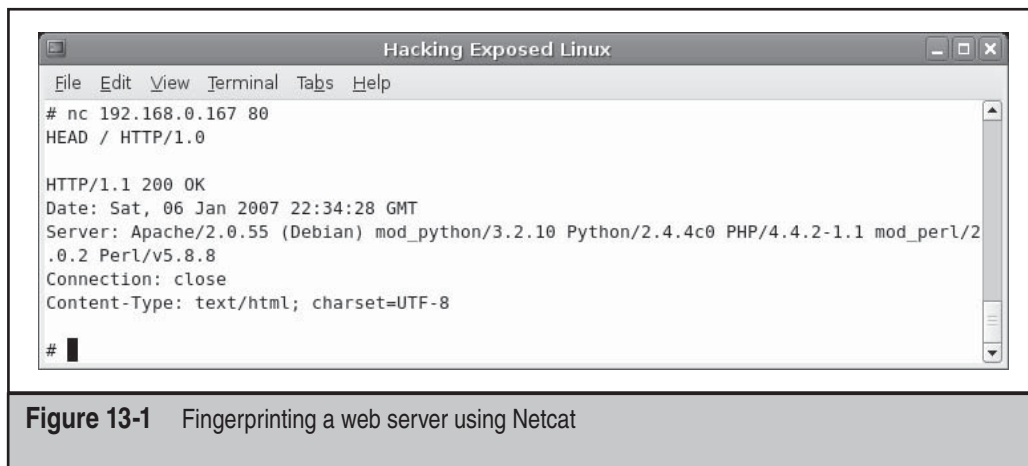 Hacking Exposed Linux
File Edit View Terminal Tabs Help
# nc 192.168.0.167 80
HEAD / HTTP/1.0
HTTP/1.1 200 OK
Date: Sat, 06 Jan 2007 22:34:28 GMT
Server: Apache/2.0.55 (Debian) mod_python/3.2.10 Python/2.4.4c0 PHP/4.4.2-1.1 mod_perl/2
.0.2 Perl/v5.8.8
Connection: close
Content-Type: text/html; charset=UTF-8
#
Figure 13-1 Fingerprinting a web server using Netcat